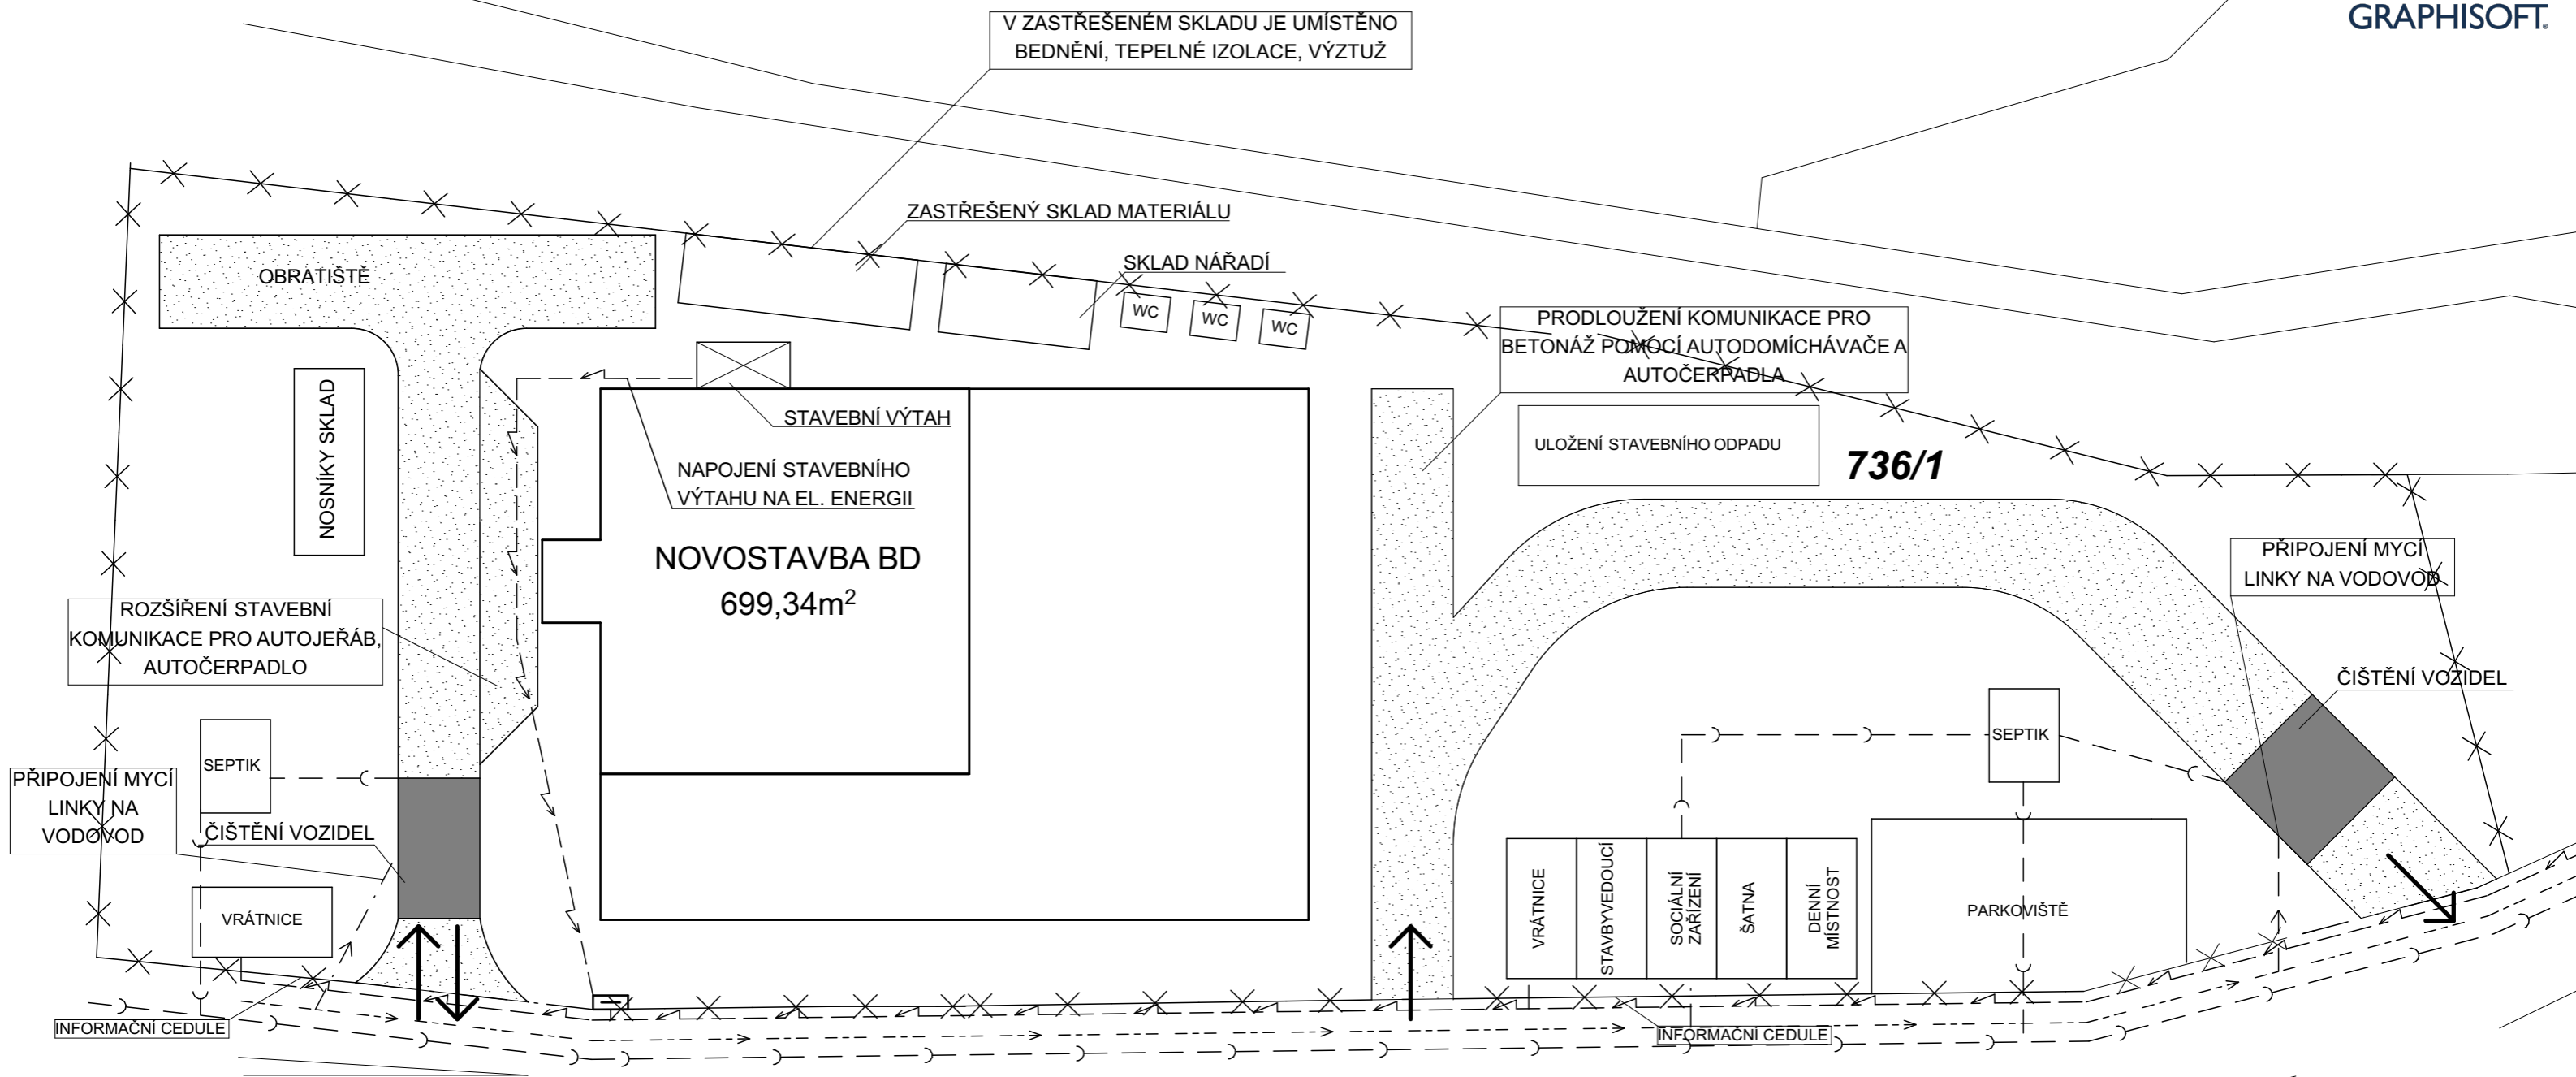 GRAPHISOFT.
V ZASTŘEŠENÉM SKLADU JE UMÍSTĚNO
BEDNĚNÍ, TEPELNÉ IZOLACE, VÝZTUŽ
ZASTŘEŠENÝ SKLAD MATERIÁLU
OBRATIŠTĚ
SKLAD NÁŘADÍ
WC
WC
WC
PRODLOUŽENÍ KOMUNIKACE PRO
BETONÁŽ POMOCÍ AUTODOMÍCHÁVAČE A
AUTOČERPADLA
NOSNÍKY SKLAD
STAVEBNÍ VÝTAH
ULOŽENÍ STAVEBNÍHO ODPADU
736/1
NAPOJENÍ STAVEBNÍHO
VÝTAHU NA EL. ENERGII
NOVOSTAVBA BD
699,34m²
PŘIPOJENÍ MYCÍ
LINKY NA VODOVOD
ROZŠÍŘENÍ STAVEBNÍ
KOMUNIKACE PRO AUTOJEŘÁB,
AUTOČERPADLO
ČIŠTĚNÍ VOZIDEL
SEPTIK
SEPTIK
PŘIPOJENÍ MYCÍ
LINKY NA
VODOVOD
ČIŠTĚNÍ VOZIDEL
VRÁTNICE
VRÁTNICE
STAVBYVEDOUCÍ
SOCIÁLNÍ
ZAŘÍZENÍ
ŠATNA
DENNÍ
MÍSTNOST
PARKOVIŠTĚ
INFORMAČNÍ CEDULE
INFORMAČNÍ CEDULE